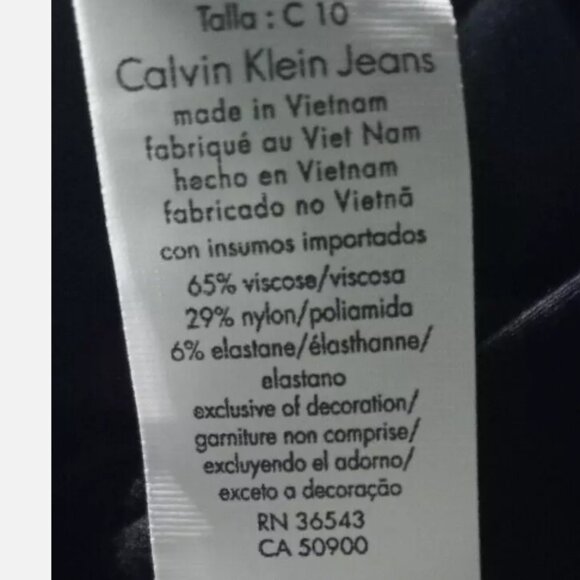 Talla : C 10
Calvin Klein Jeans
made in Vietnam
fabriqué au Viet Nam
hecho en Vietnam
fabricado no Vietnã
con insumos importados
65% viscose/viscosa
29% nylon/poliamida
6% elastane/élasthanne/
elastano
exclusive of decoration/
garniture non comprise/
excluyendo el adorno/
exceto a decoração
RN 36543
CA 50900